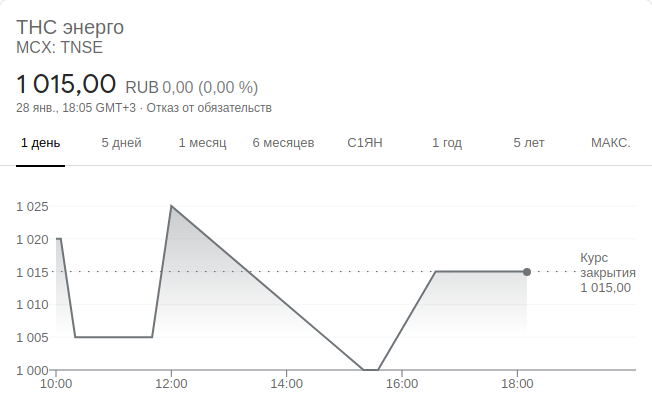 ТНС энерго
MCX: TNSE
1 015,00 RUB 0,00 (0,00 %)
28 янв., 18:05 GMT+3 · Отказ от обязательств
1 день 5 дней 1 месяц 6 месяцев С1ЯН 1 год 5 лет МАКС.
1 025
1 020
1 015
1 010
1 005
1 000
Курс
закрытия
1 015,00
10:00 12:00 14:00 16:00 18:00